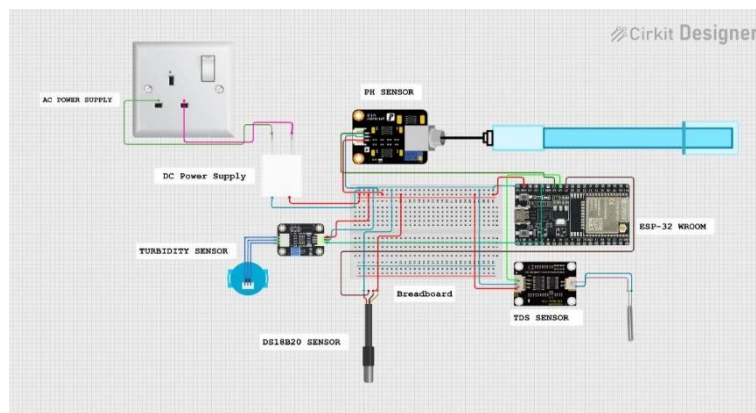 Cirkit Designer
AC POWER SUPPLY
PH SENSOR
DC Power Supply
TURBIDITY SENSOR
ESP-32 WROOM
Breadboard
TDS SENSOR
DS18B20 SENSOR